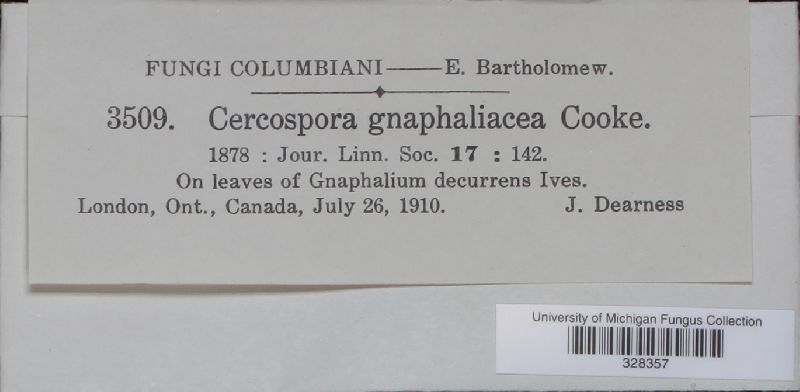 FUNGI COLUMBIANI——E. Bartholomew.
3509. Cercospora gnaphaliacea Cooke.
1878 : Jour. Linn. Soc. 17 : 142.
On leaves of Gnaphalium decurrens Ives.
London, Ont., Canada, July 26, 1910. J. Dearness
University of Michigan Fungus Collection
328357